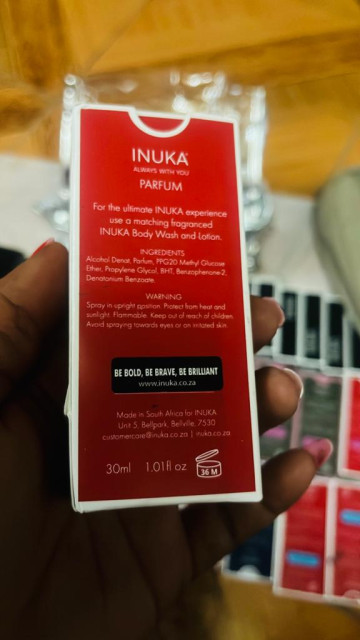 INUKA
ALWAYS WITH YOU
PARFUM
For the ultimate INUKA experience
use a matching fragranced
INUKA Body Wash and Lotion.
INGREDIENTS
Alcohol Denat, Parfum, PPG20 Methyl Glucose
Ether, Propylene Glycol, BHT, Benzophenone-2,
Denatonium Benzoate.
WARNING
Spray in upright position. Protect from heat and
sunlight. Flammable. Keep out of reach of children.
Avoid spraying towards eyes or on irritated skin.
BE BOLD, BE BRAVE, BE BRILLIANT
www.inuka.co.za
Made in South Africa for INUKA
Unit 5, Bellpark, Bellville, 7530
customercare@inuka.co.za | inuka.co.za
30ml 1.01fl oz 36 M